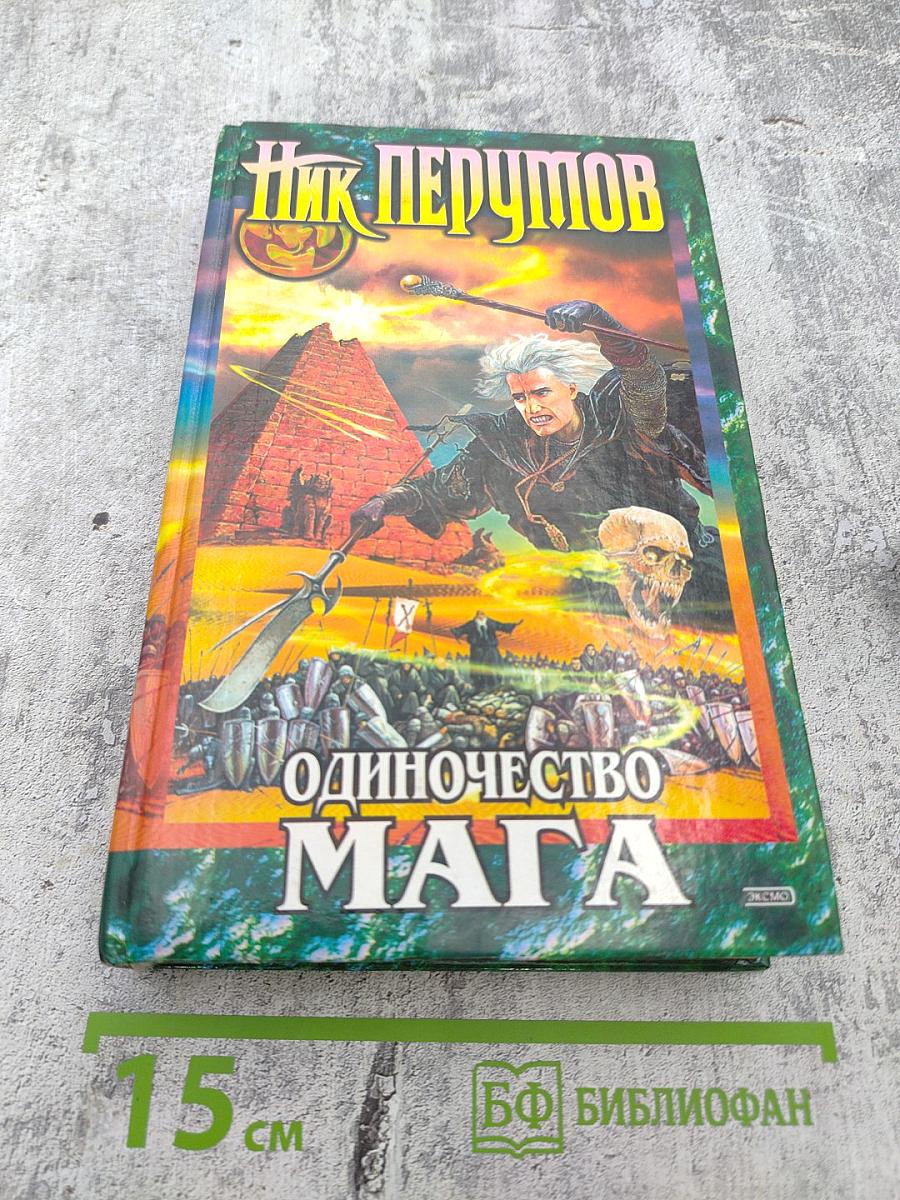 Ник ПЕРУМОВ
ОДИНОЧЕСТВО
МАГА
ЭКСМО
15 см
БФ БИБЛИОФАН